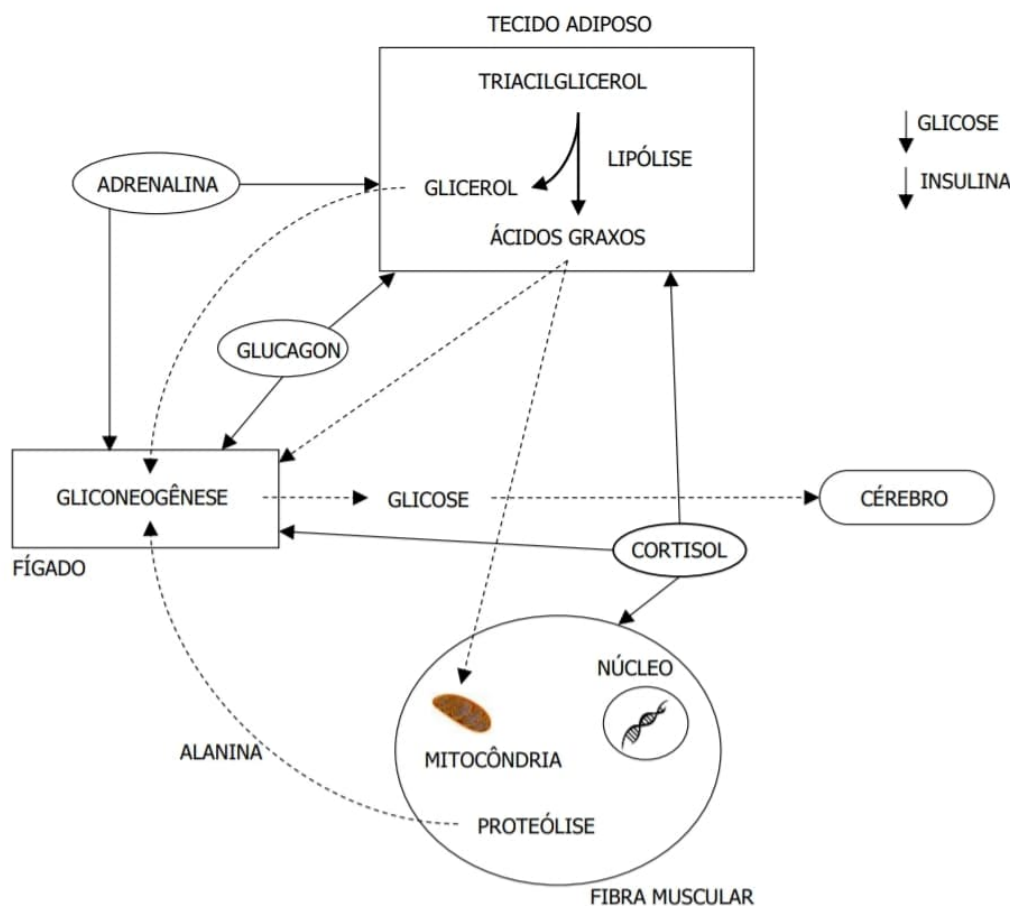 TECIDO ADIPOSO
TRIACILGLICEROL
GLICOSE
LIPÓLISE
ADRENALINA
GLICEROL
INSULINA
ÁCIDOS GRAXOS
GLUCAGON
GLICONEOGÊNESE
GLICOSE
CÉREBRO
FÍGADO
CORTISOL
NÚCLEO
ALANINA
MITOCÔNDRIA
PROTEÓLISE
FIBRA MUSCULAR